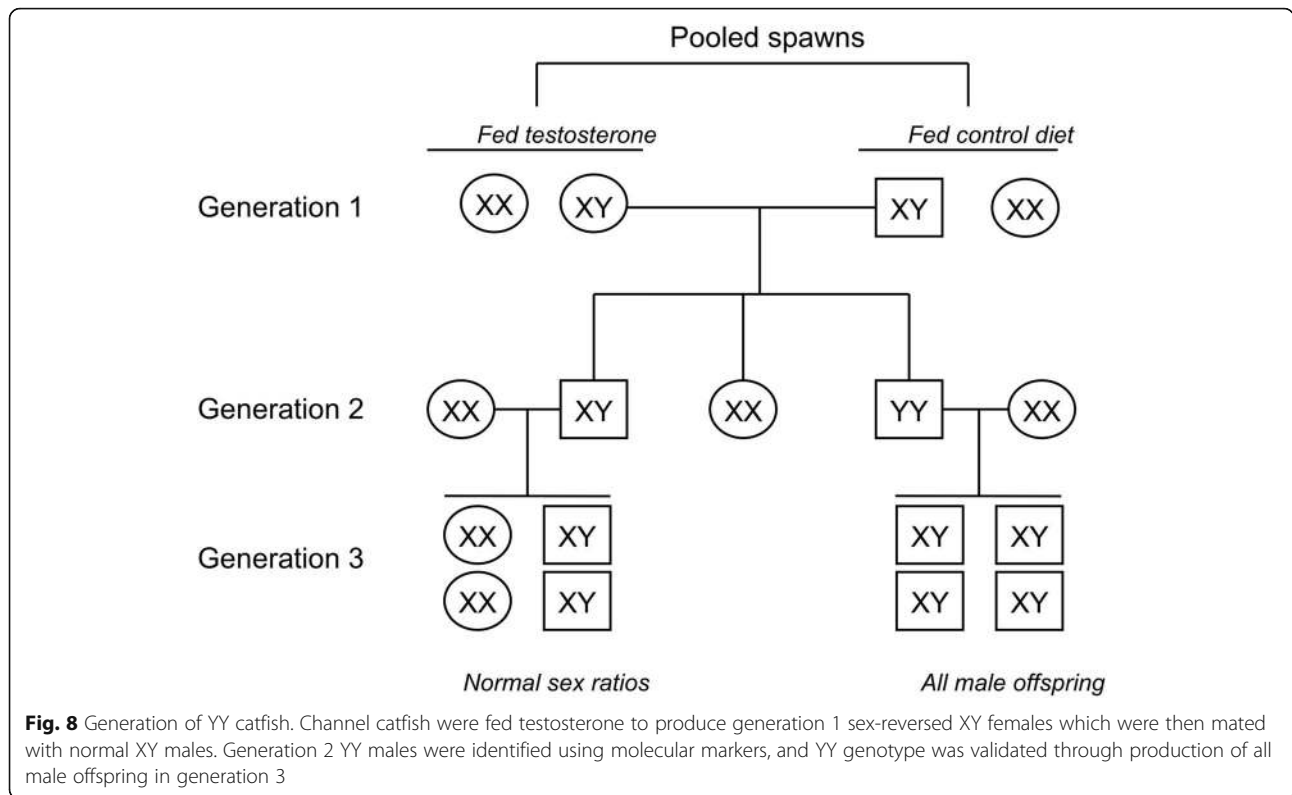 Pooled spawns
Fed testosterone Fed control diet
Generation 1 XX XY XY XX
Generation 2 XX XY XX YY XX
XX XY XY XY
Generation 3
XX XY XY XY
Normal sex ratios All male offspring
Fig. 8 Generation of YY catfish. Channel catfish were fed testosterone to produce generation 1 sex-reversed XY females which were then mated
with normal XY males. Generation 2 YY males were identified using molecular markers, and YY genotype was validated through production of all
male offspring in generation 3